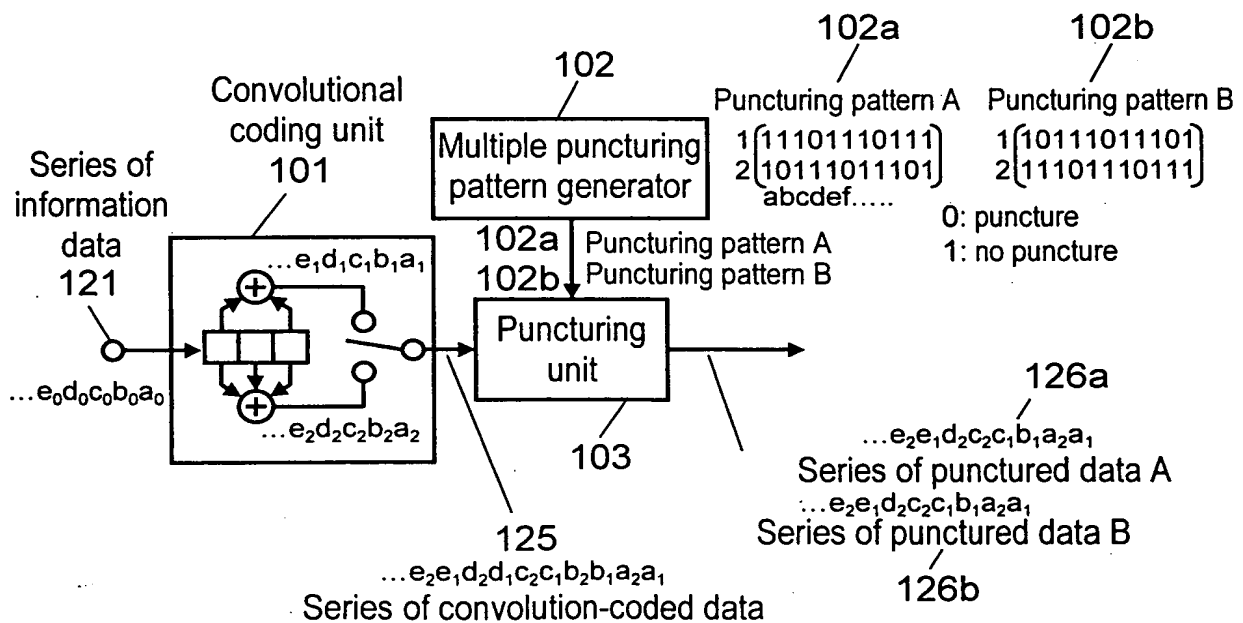 102a
102b
102
Convolutional
coding unit
101
Puncturing pattern A
Puncturing pattern B
1 11101110111
2 10111011101
abcdef.....
1 10111011101
2 11101110111
0: puncture
1: no puncture
Multiple puncturing
pattern generator
Series of
information
data
121
102a
102b
Puncturing pattern A
Puncturing pattern B
...e₁d₁c₁b₁a₁
...e₀d₀c₀b₀a₀
...e₂d₂c₂b₂a₂
Puncturing
unit
103
126a
...e₂e₁d₂c₂c₁b₁a₂a₁
Series of punctured data A
...e₂e₁d₂c₂c₁b₁a₂a₁
Series of punctured data B
126b
125
...e₂e₁d₂d₁c₂c₁b₂b₁a₂a₁
Series of convolution-coded data